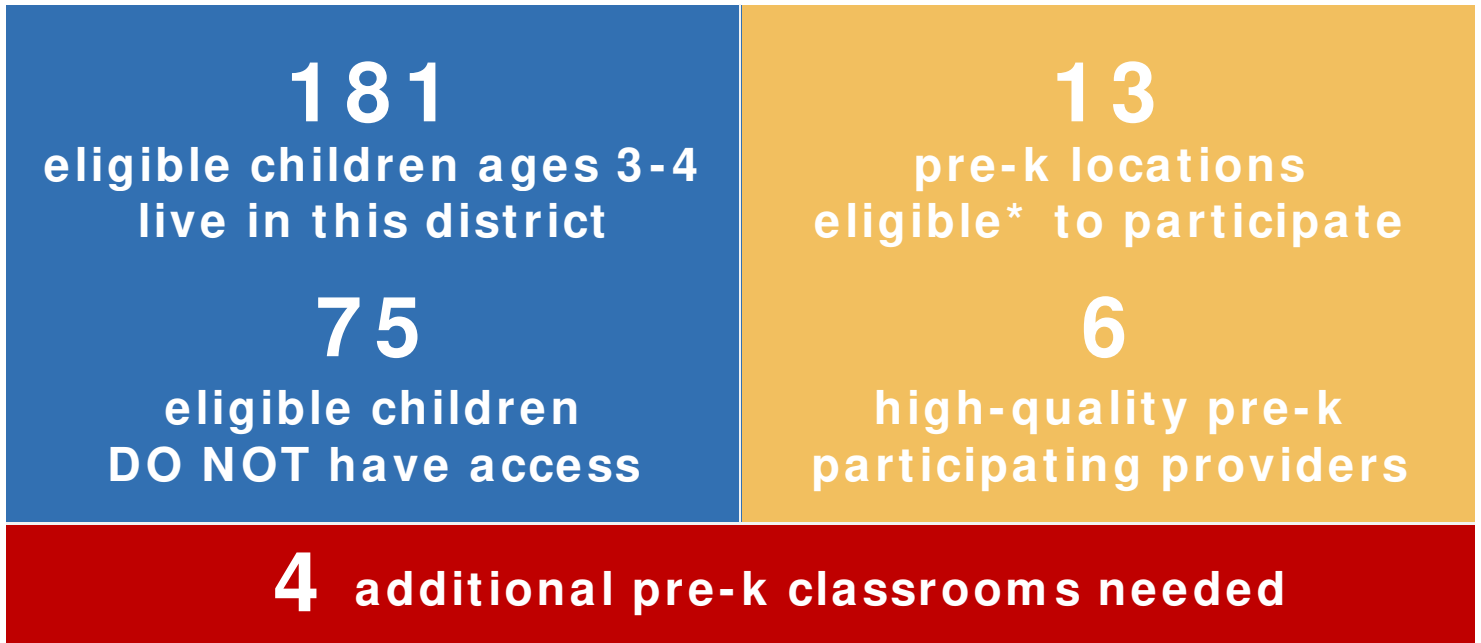 181
eligible children ages 3-4
live in this district
75
eligible children
DO NOT have access
13
pre-k locations
eligible* to participate
6
high-quality pre-k
participating providers
4 additional pre-k classrooms needed